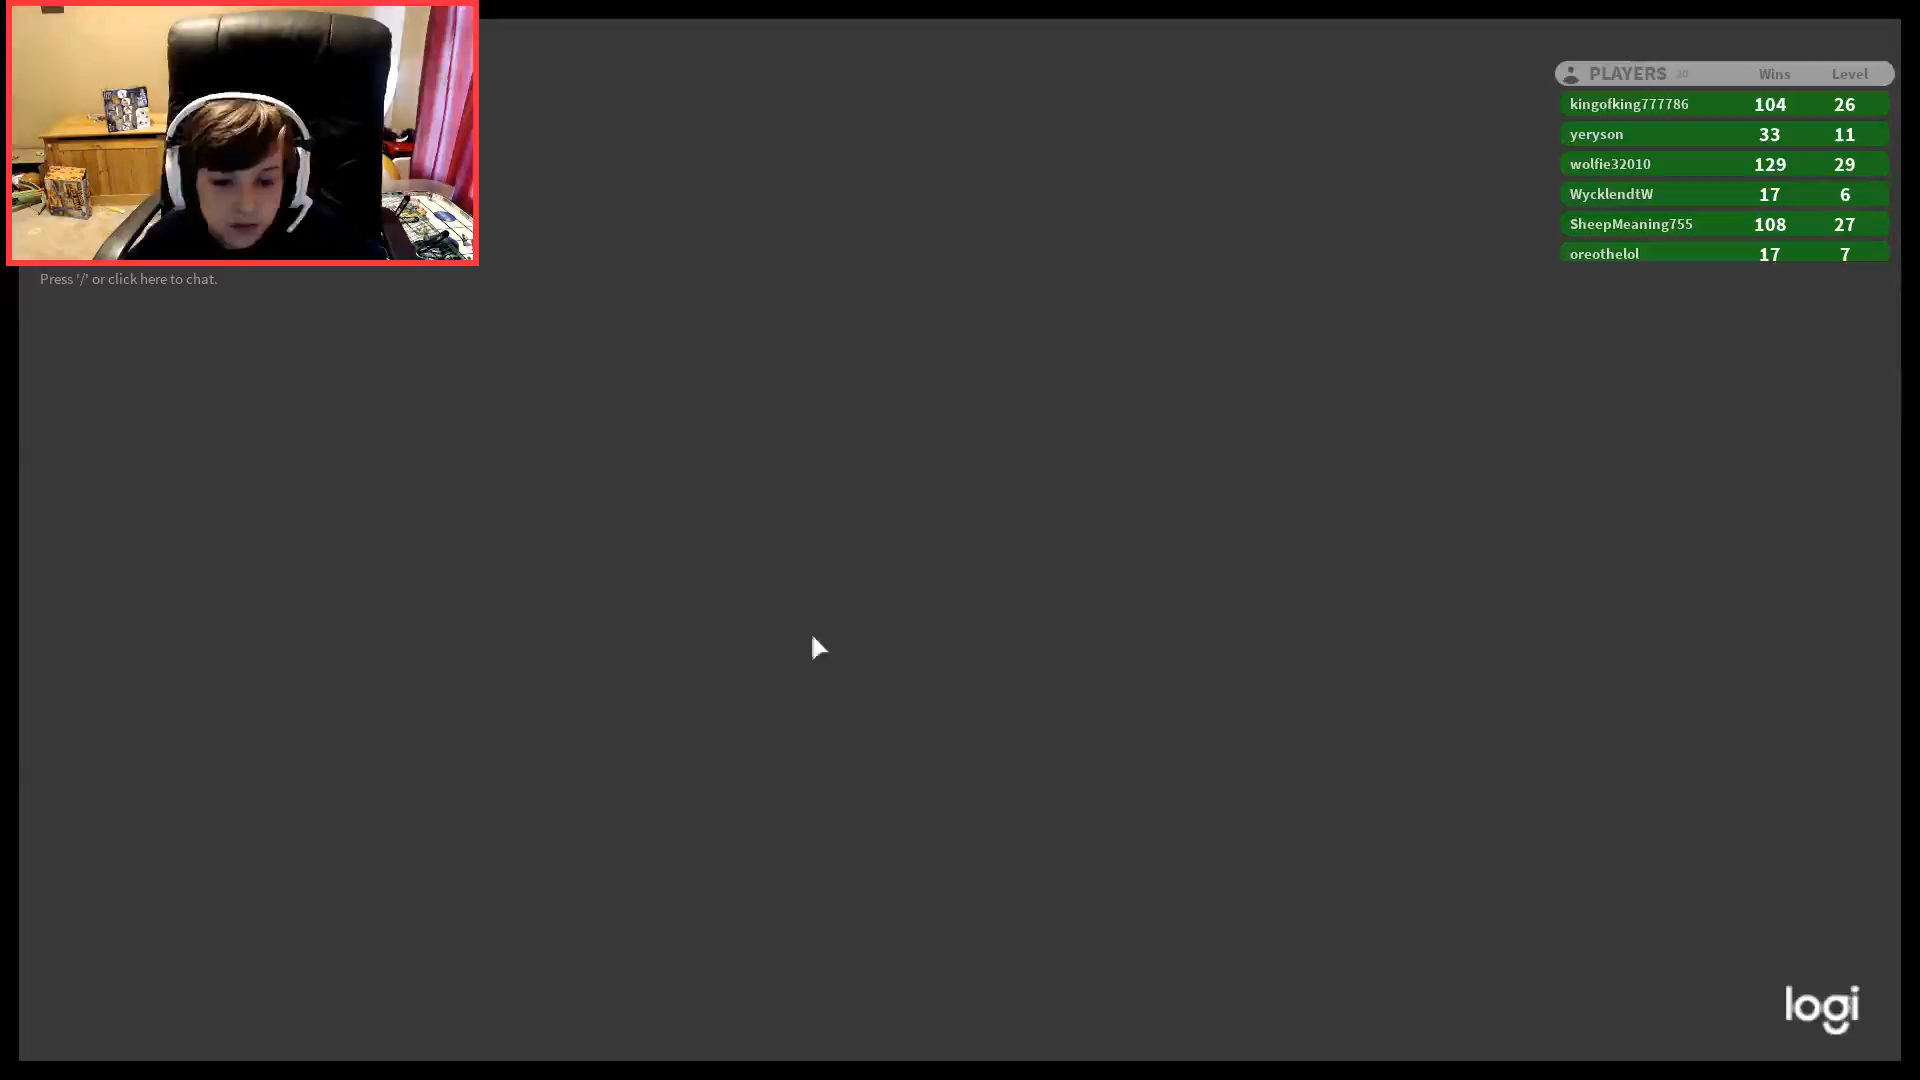 PLAYERS 20 Wins Level
kingofking777786 104 26
yeryson 33 11
wolfie32010 129 29
WycklendtW 17 6
SheepMeaning755 108 27
oreothelol 17 7
Press '/' or click here to chat.
logi